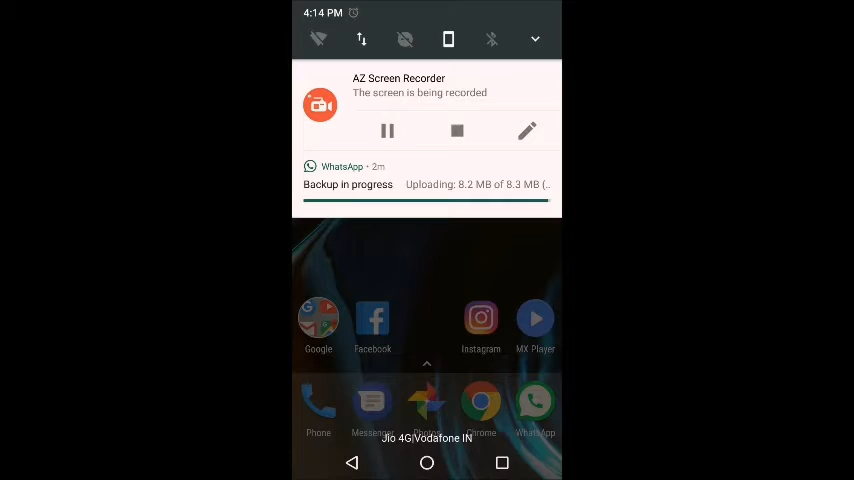 4:14 PM
AZ Screen Recorder
The screen is being recorded
WhatsApp • 2m
Backup in progress Uploading: 8.2 MB of 8.3 MB (..
Google Facebook Instagram MX Player
Phone Messenger Photos Chrome WhatsApp
Jio 4G|Vodafone IN